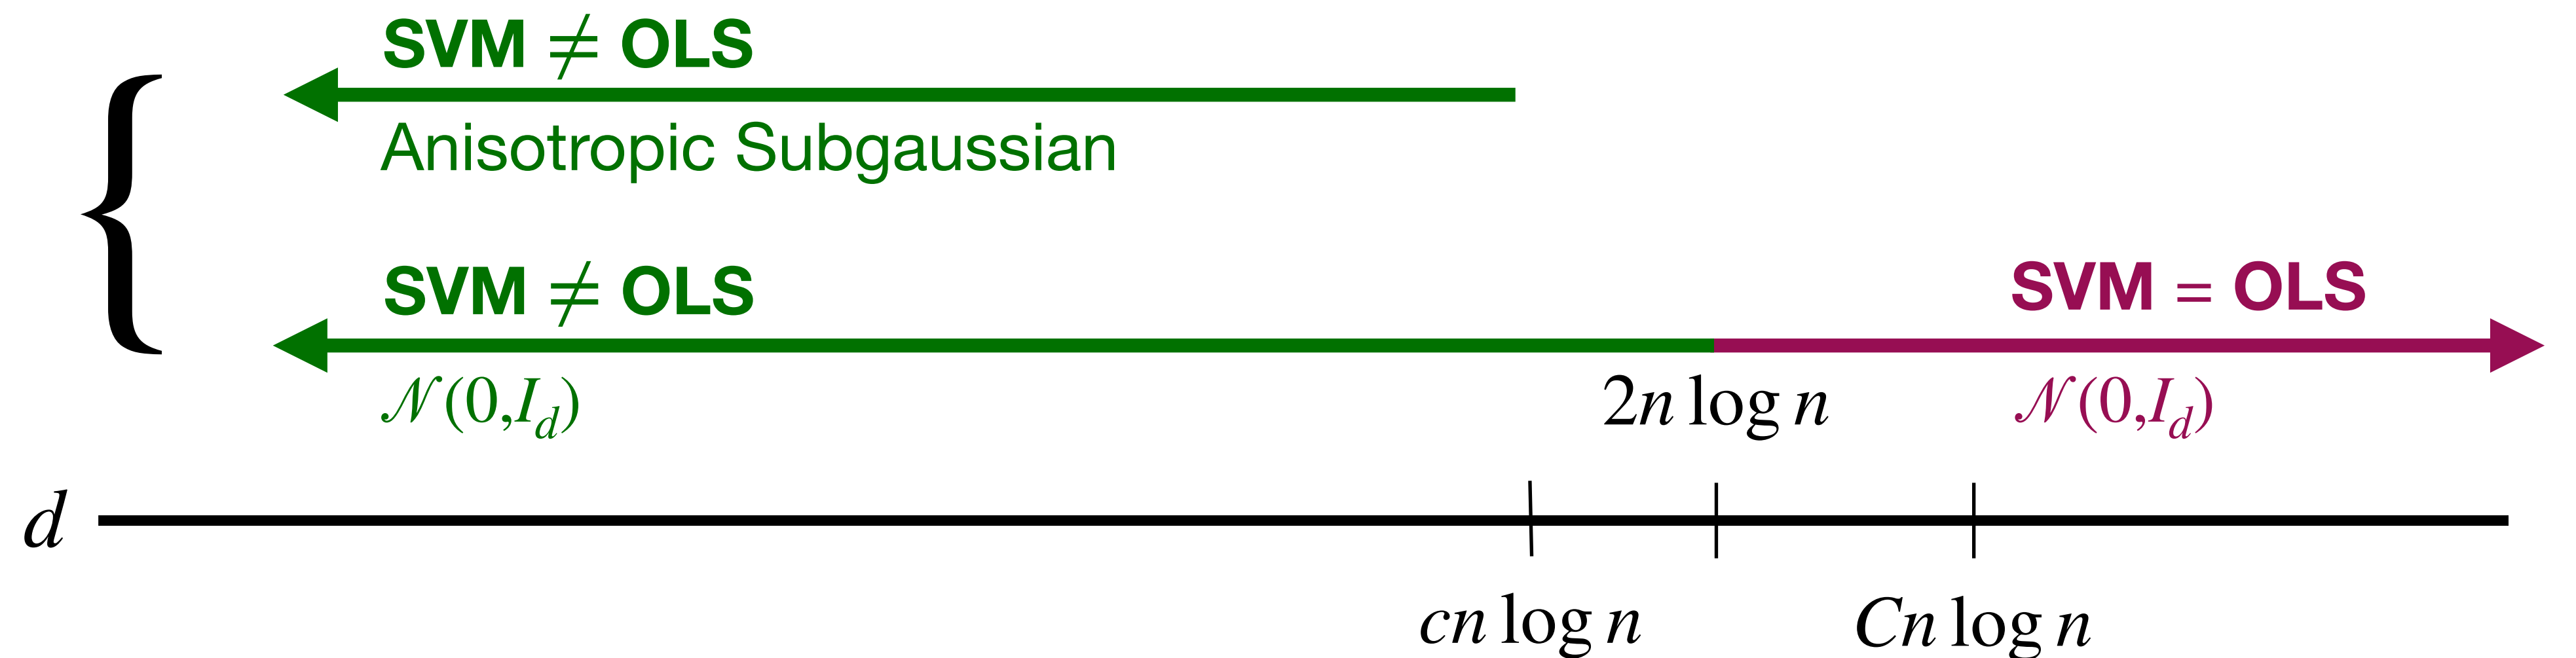 SVM ≠ OLS
Anisotropic Subgaussian
SVM ≠ OLS
SVM = OLS
𝒩(0,I_d)
2n log n
𝒩(0,I_d)
d
cn log n
Cn log n